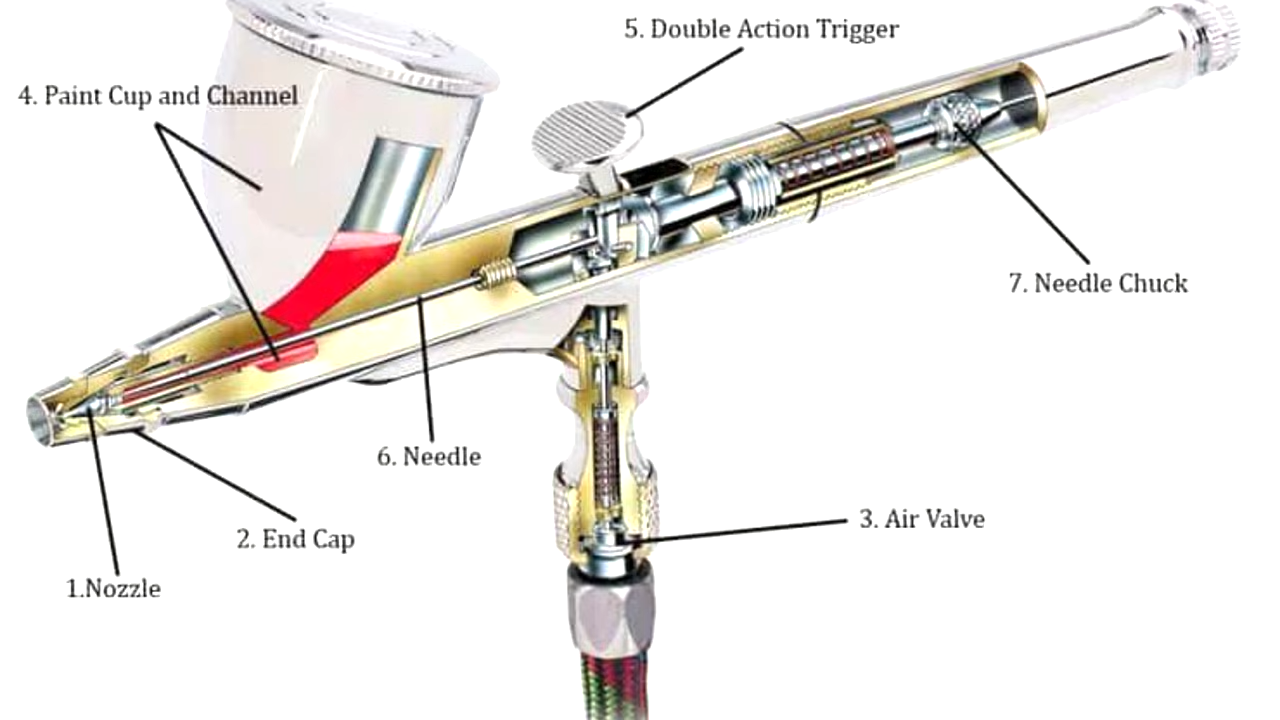 5. Double Action Trigger
4. Paint Cup and Channel
7. Needle Chuck
6. Needle
3. Air Valve
2. End Cap
1.Nozzle